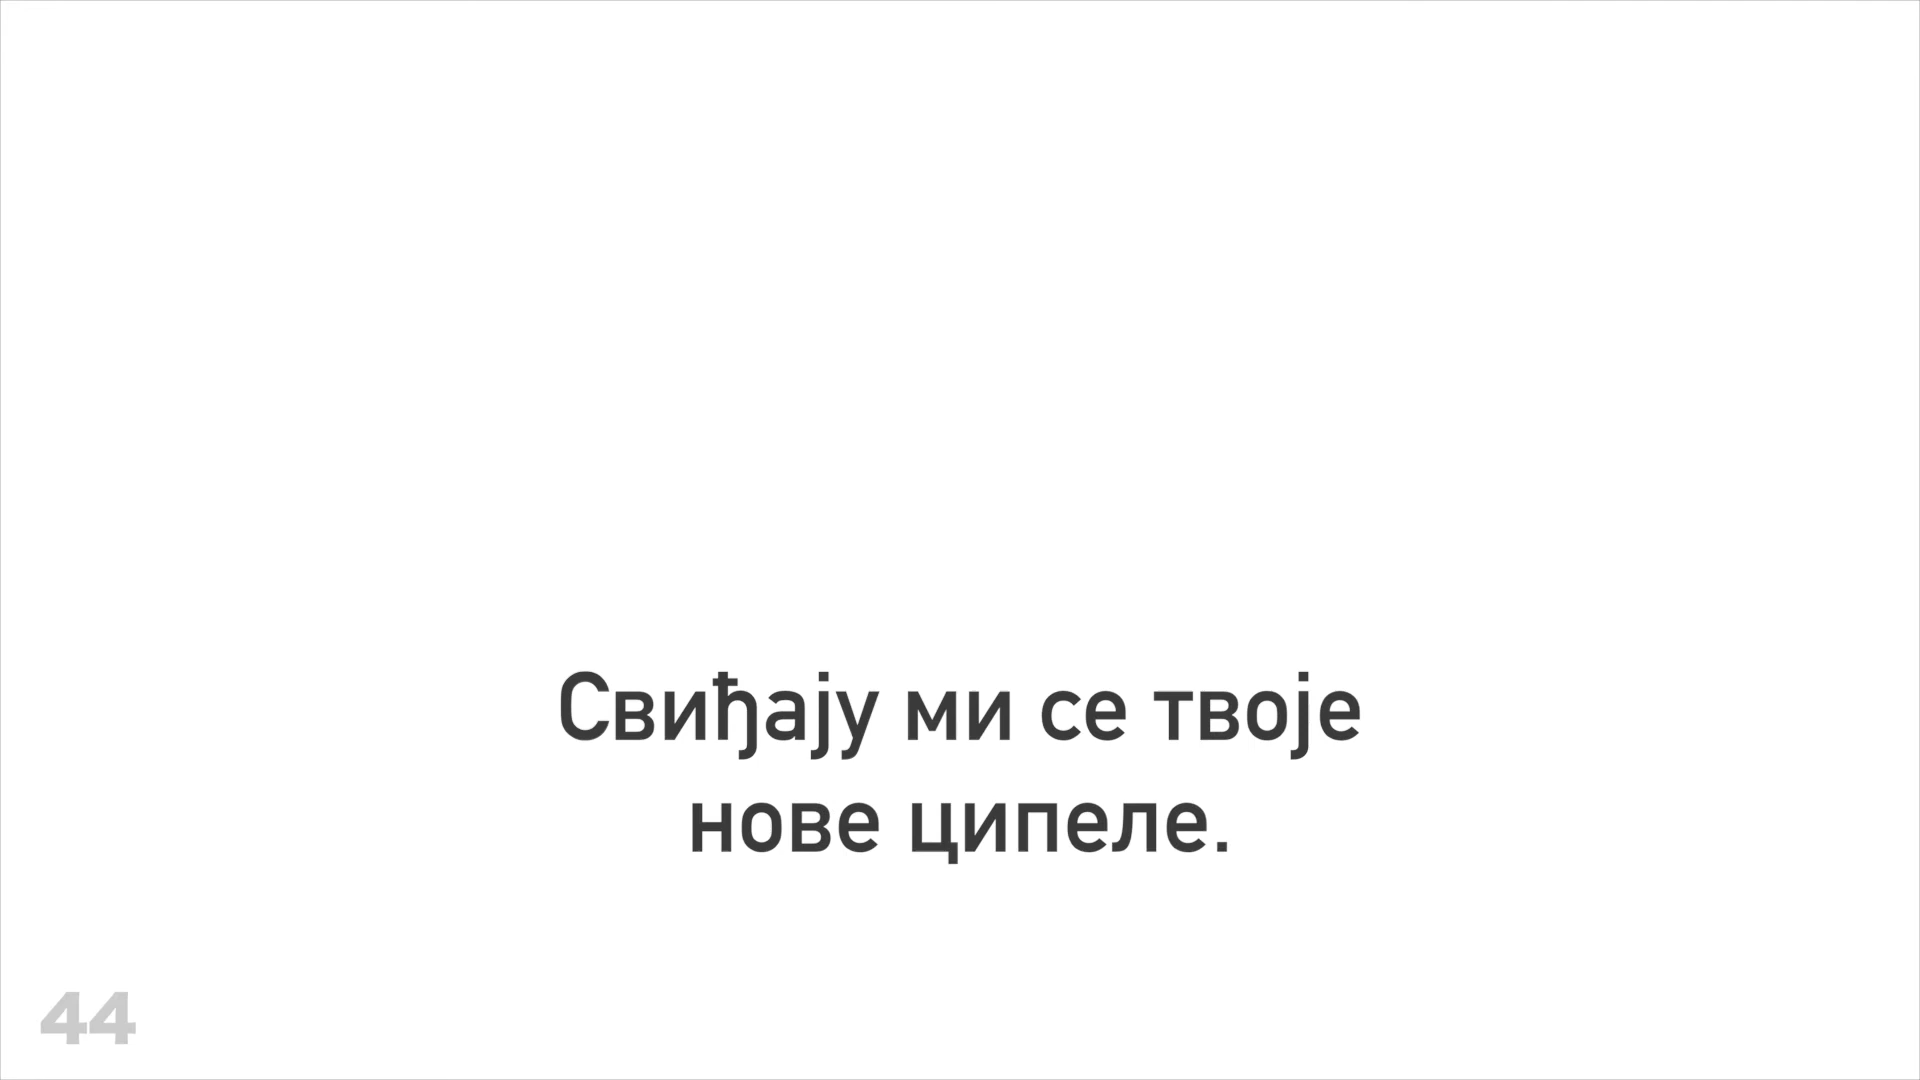 Свиђају ми се твоје
нове ципеле.
44